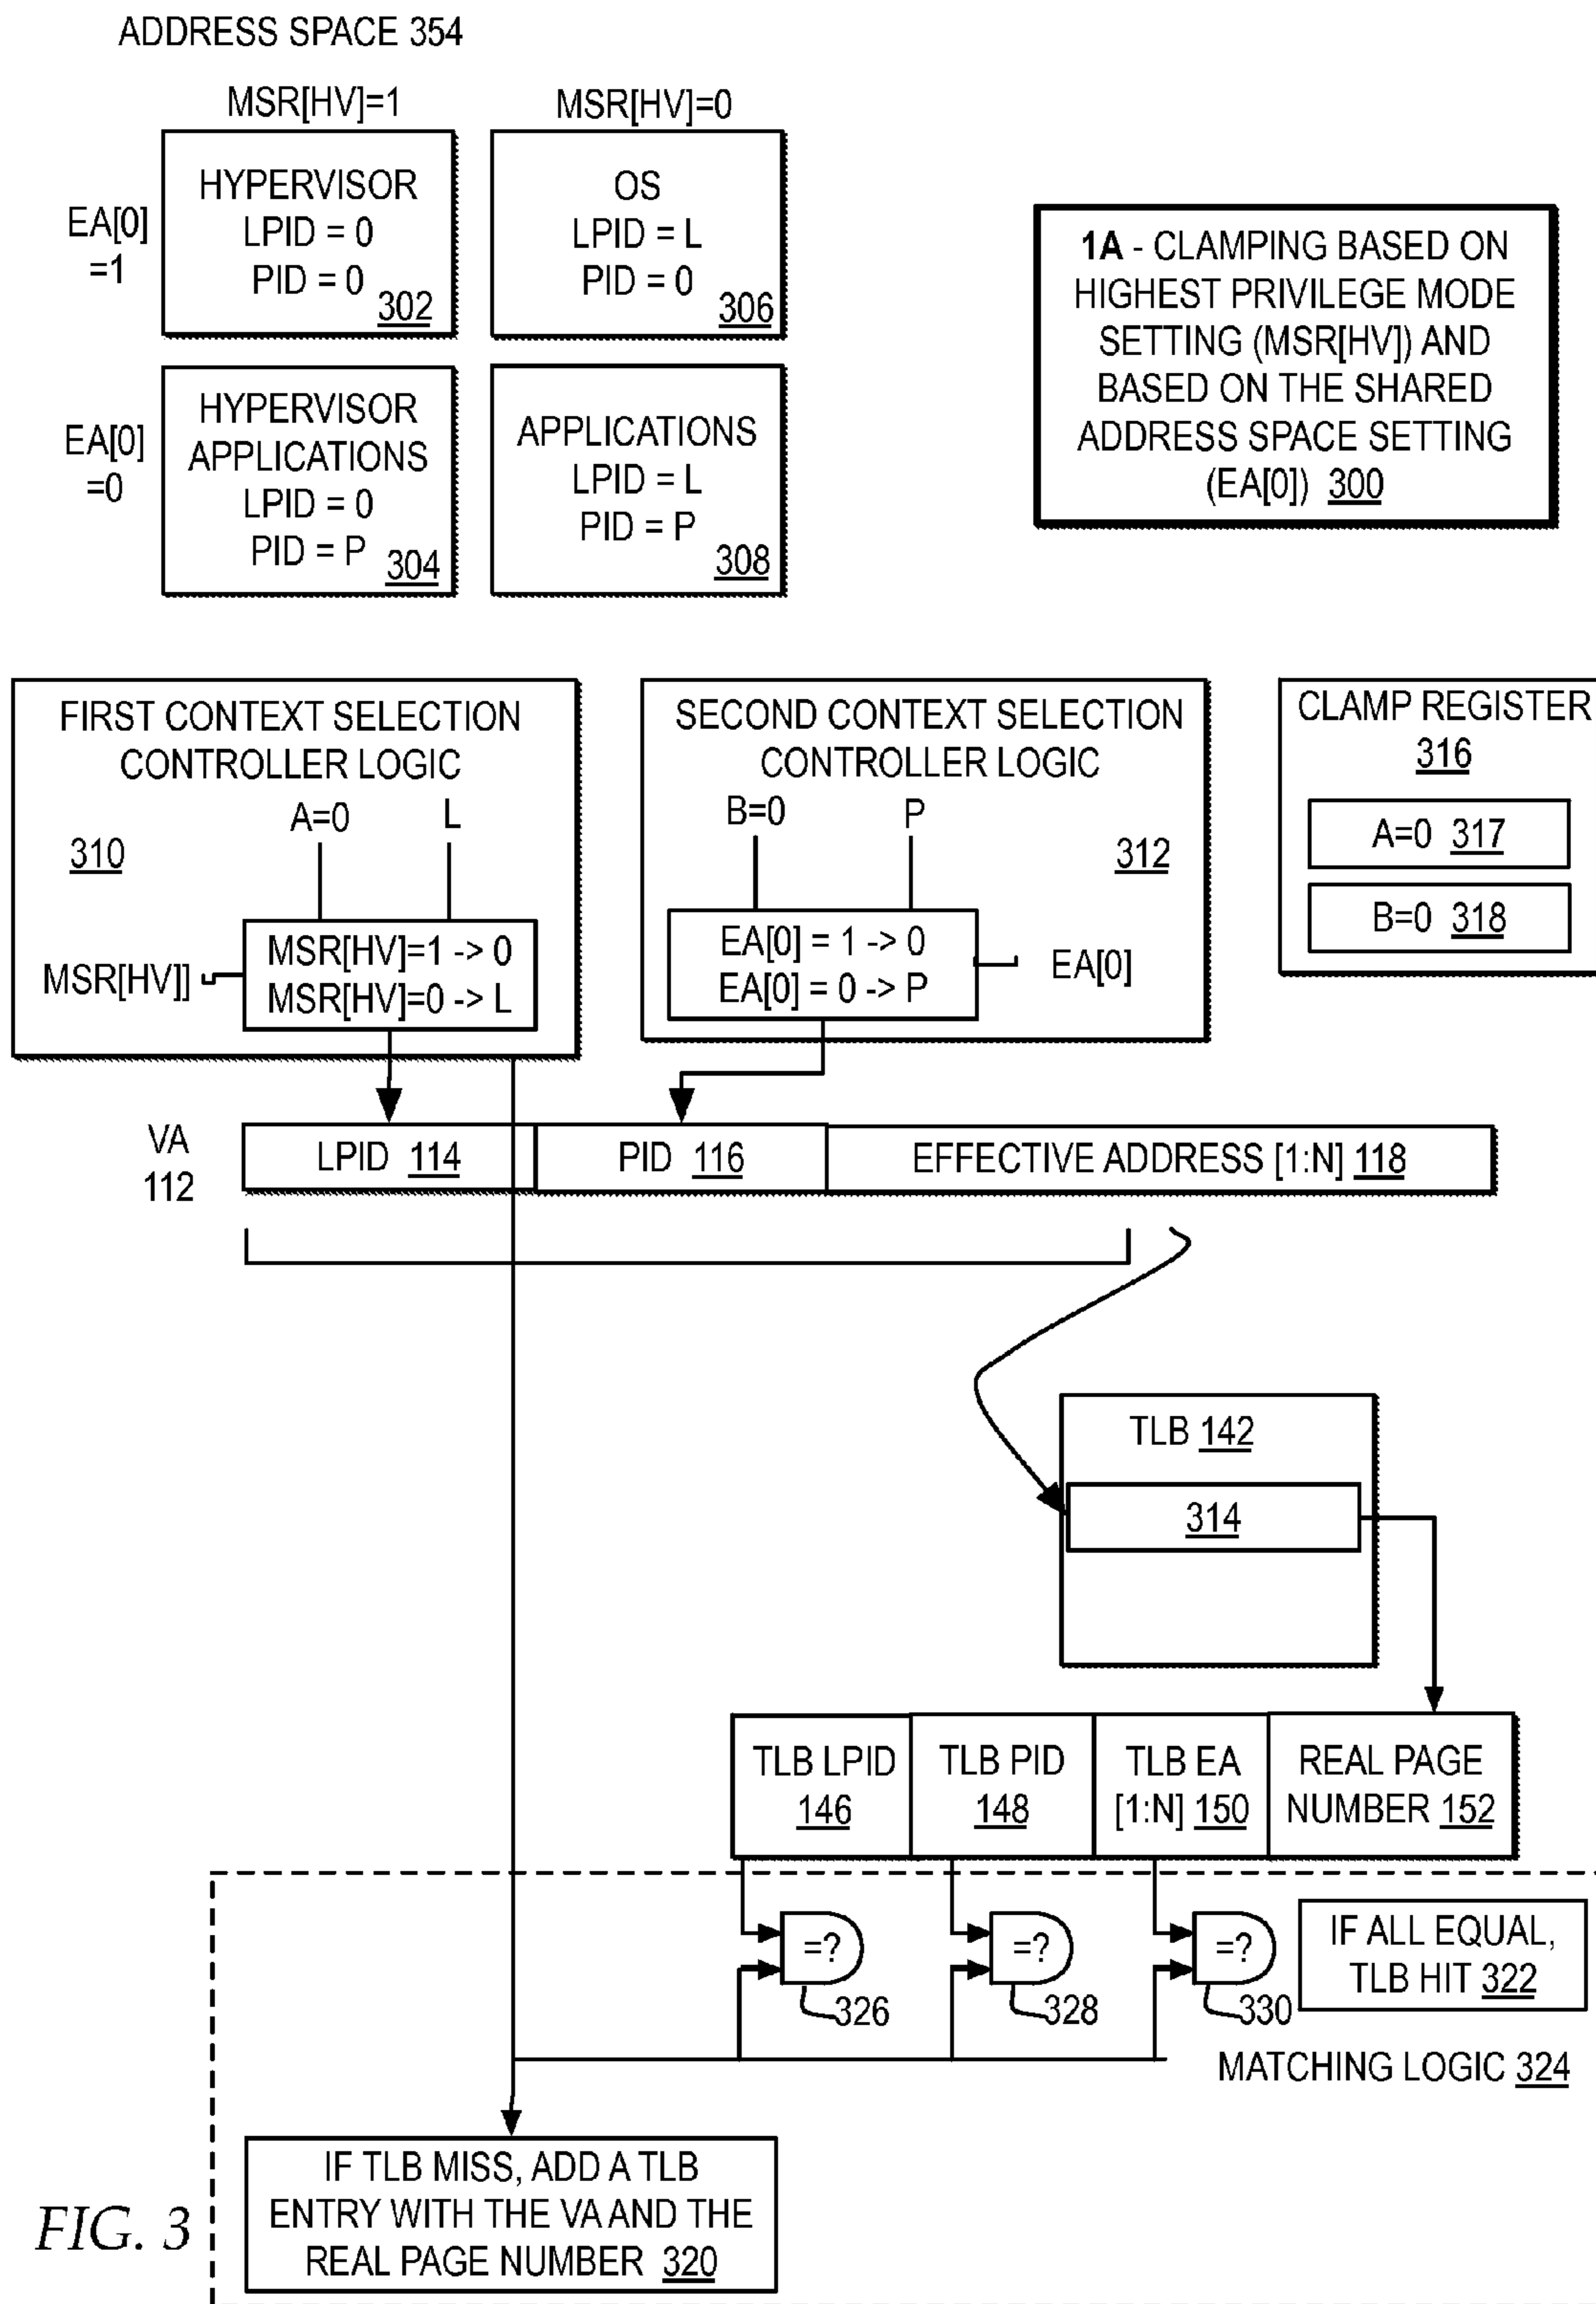 ADDRESS SPACE 354
MSR[HV]=1
MSR[HV]=0
EA[0]
=1
HYPERVISOR
LPID = 0
PID = 0
302
OS
LPID = L
PID = 0
306
EA[0]
=0
HYPERVISOR
APPLICATIONS
LPID = 0
PID = P
304
APPLICATIONS
LPID = L
PID = P
308
1A - CLAMPING BASED ON
HIGHEST PRIVILEGE MODE
SETTING (MSR[HV]) AND
BASED ON THE SHARED
ADDRESS SPACE SETTING
(EA[0]) 300
FIRST CONTEXT SELECTION
CONTROLLER LOGIC
A=0 L
310
MSR[HV]]
MSR[HV]=1 -> 0
MSR[HV]=0 -> L
SECOND CONTEXT SELECTION
CONTROLLER LOGIC
B=0 P
312
EA[0] = 1 -> 0
EA[0] = 0 -> P
EA[0]
CLAMP REGISTER
316
A=0 317
B=0 318
VA
112
LPID 114
PID 116
EFFECTIVE ADDRESS [1:N] 118
TLB 142
314
TLB LPID
146
TLB PID
148
TLB EA
[1:N] 150
REAL PAGE
NUMBER 152
=?
326
=?
328
=?
330
IF ALL EQUAL,
TLB HIT 322
MATCHING LOGIC 324
IF TLB MISS, ADD A TLB
ENTRY WITH THE VA AND THE
REAL PAGE NUMBER 320
FIG. 3